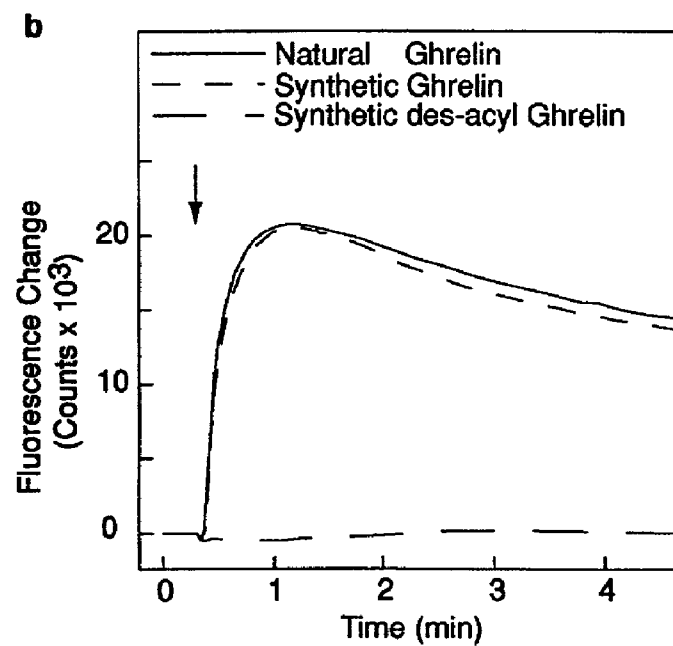 b
Natural Ghrelin
Synthetic Ghrelin
Synthetic des-acyl Ghrelin
Fluorescence Change
(Counts x 10³)
20
10
0
0 1 2 3 4
Time (min)